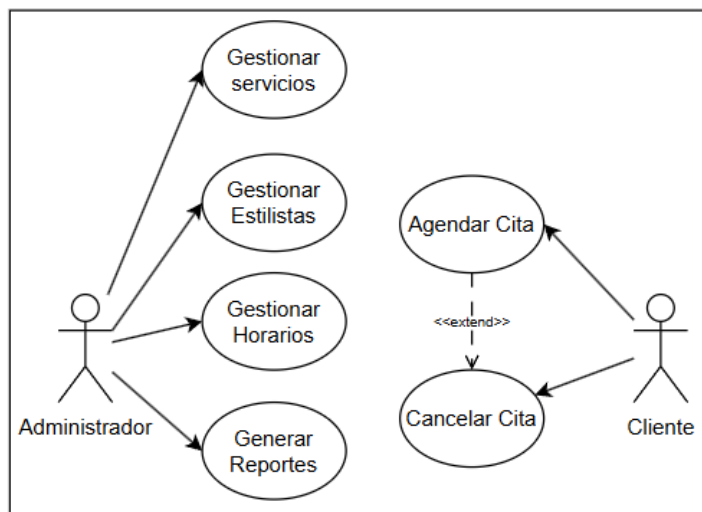 Gestionar
servicios
Gestionar
Estilistas
Agendar Cita
Gestionar
Horarios
<<extend>>
Administrador
Cancelar Cita
Cliente
Generar
Reportes